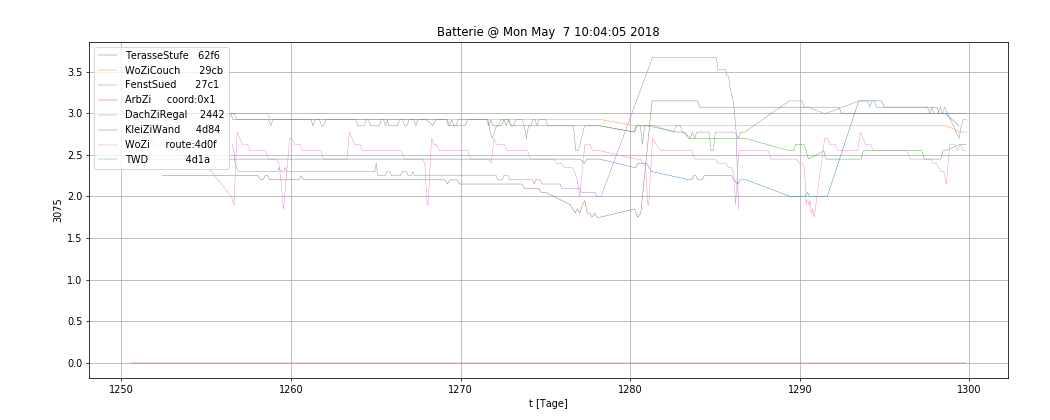 Batterie @ Mon May  7 10:04:05 2018
TerasseStufe   62f6
WoZiCouch      29cb
FenstSued      27c1
ArbZi     coord:0x1
DachZiRegal    2442
KleiZiWand     4d84
WoZi     route:4d0f
TWD            4d1a
3.5
3.0
2.5
2.0
1.5
1.0
0.5
0.0
3075
1250
1260
1270
1280
1290
1300
t [Tage]